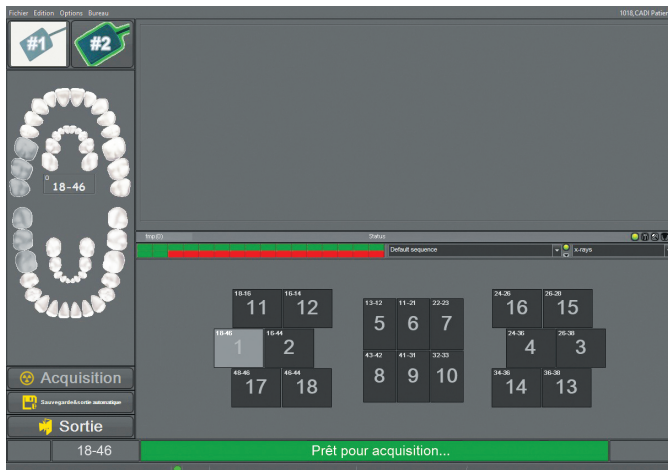 Fichier Edition Options Bureau
1018,CADI Patien
#1 #2
18-46
tmp(0) Status
Default sequence x-rays
18-16 16-14 13-12 11-21 22-23 24-26 26-28
11 12 5 6 7 16 15
18-46 16-44 24-36 26-38
1 2 4 3
48-46 46-44 43-42 41-31 32-33 34-36 36-38
17 18 8 9 10 14 13
Acquisition
Sauvegarde&sortie automatique
Sortie
18-46 Prêt pour acquisition...